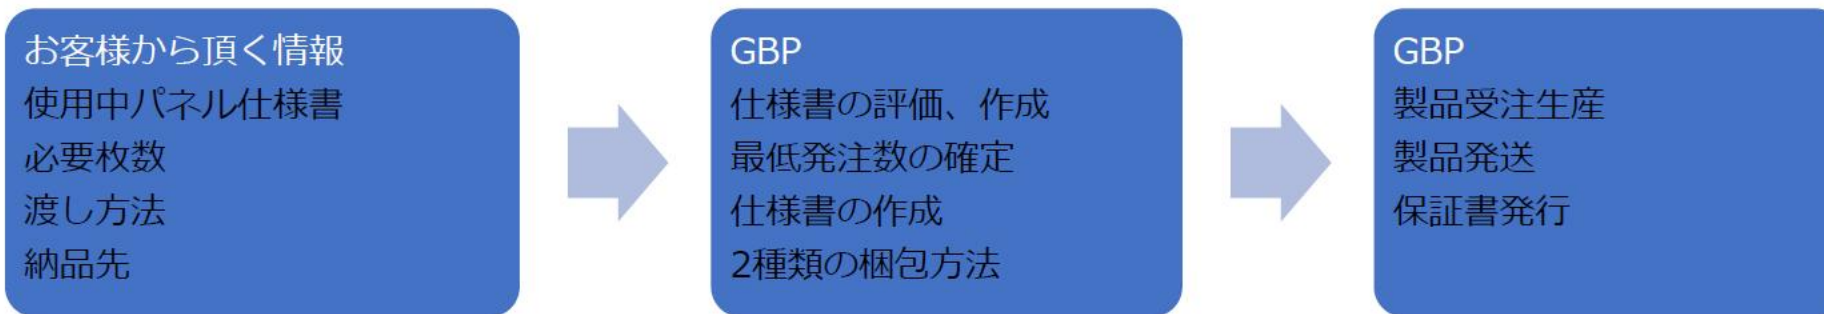 お客様から頂く情報
使用中パネル仕様書
必要枚数
渡し方法
納品先
GBP
仕様書の評価、作成
最低発注数の確定
仕様書の作成
2種類の梱包方法
GBP
製品受注生産
製品発送
保証書発行